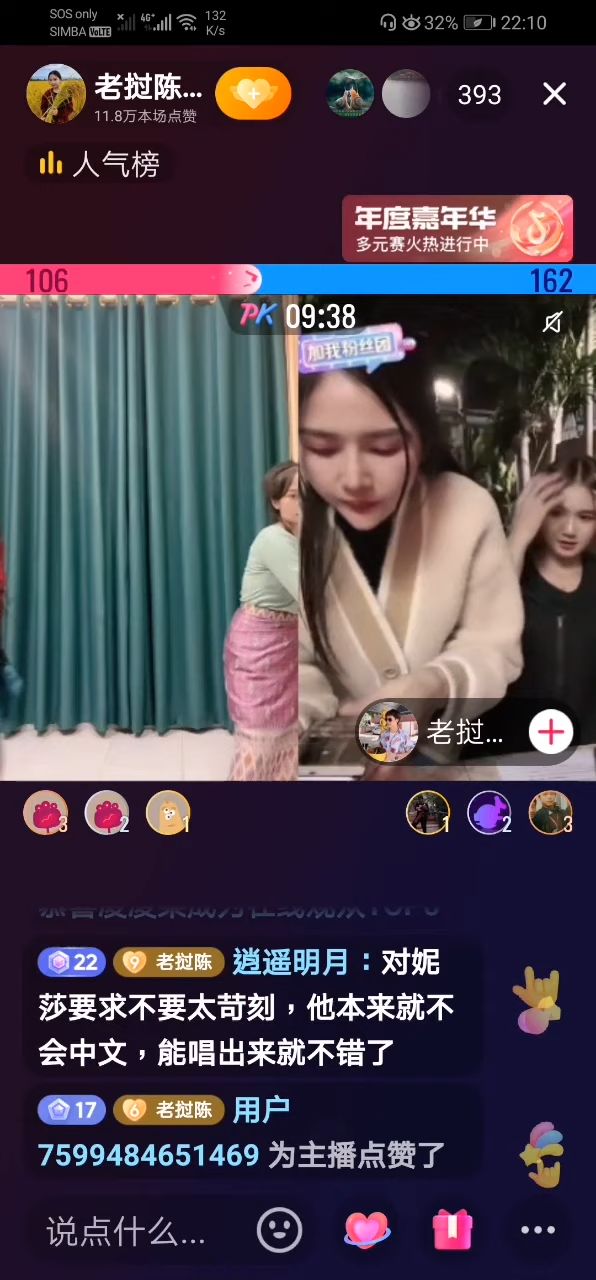 SOS only
SIMBA VoLTE
4G+
132 K/s
32%
22:10
老挝陈...
11.8万本场点赞
393
人气榜
年度嘉年华
多元赛火热进行中
106
162
PK 09:38
加我粉丝团
老挝...
3
2
1
1
2
3
22 9 老挝陈 逍遥明月：对妮
莎要求不要太苛刻，他本来就不
会中文，能唱出来就不错了
17 6 老挝陈 用户
7599484651469 为主播点赞了
说点什么...